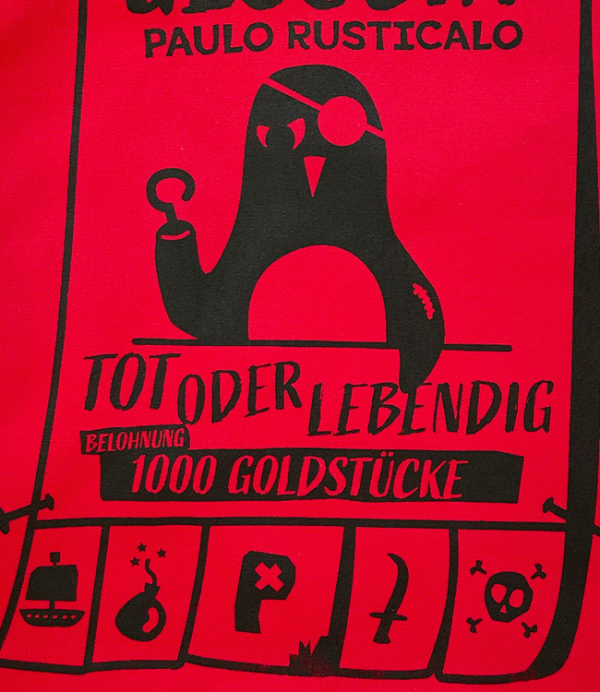 PAULO RUSTICALO
TOT ODER LEBENDIG
BELOHNUNG
1000 GOLDSTÜCKE
P